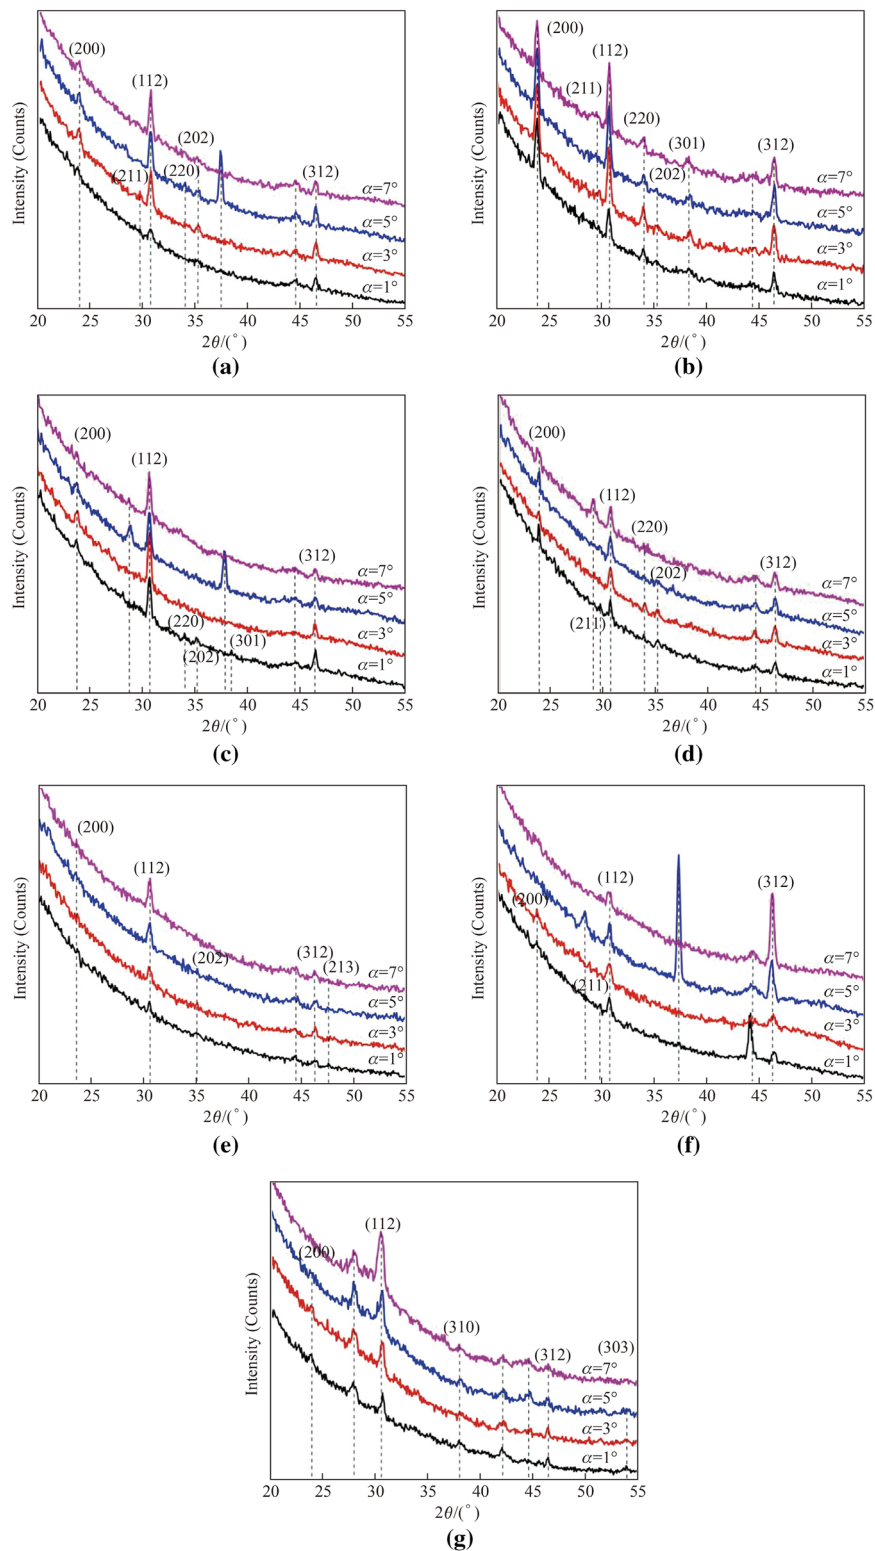 (200)
(112)
(202)
(312)
(211)
(220)
α=7°
α=5°
α=3°
α=1°
Intensity (Counts)
20 25 30 35 40 45 50 55
2θ/(°)
(a)
(200)
(112)
(211)
(220)
(301)
(312)
(202)
α=7°
α=5°
α=3°
α=1°
Intensity (Counts)
20 25 30 35 40 45 50 55
2θ/(°)
(b)
(200)
(112)
(312)
(220)
(301)
(202)
α=7°
α=5°
α=3°
α=1°
Intensity (Counts)
20 25 30 35 40 45 50 55
2θ/(°)
(c)
(200)
(112)
(220)
(312)
(202)
(211)
α=7°
α=5°
α=3°
α=1°
Intensity (Counts)
20 25 30 35 40 45 50 55
2θ/(°)
(d)
(200)
(112)
(312)
(202)
(213)
α=7°
α=5°
α=3°
α=1°
Intensity (Counts)
20 25 30 35 40 45 50 55
2θ/(°)
(e)
(112)
(312)
(200)
(211)
α=7°
α=5°
α=3°
α=1°
Intensity (Counts)
20 25 30 35 40 45 50 55
2θ/(°)
(f)
(112)
(200)
(310)
(312)
(303)
α=7°
α=5°
α=3°
α=1°
Intensity (Counts)
20 25 30 35 40 45 50 55
2θ/(°)
(g)